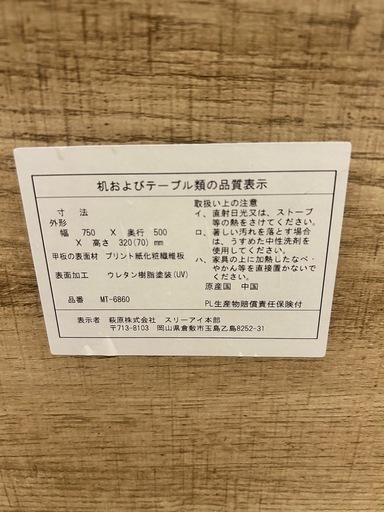 机およびテーブル類の品質表示
寸 法
外形
幅 750 X 奥行 500
X 高さ 320(70) mm
甲板の表面材 プリント紙化粧繊維板
表面加工 ウレタン樹脂塗装(UV)
品番 MT-6860
取扱い上の注意
イ、直射日光又は、ストーブ
等の熱をさけてください。
ロ、著しい汚れを落とす場合
は、うすめた中性洗剤を
使用してください。
ハ、家具の上に加熱したなべ・
やかん等を直接置かないで
ください。
原産国 中国
PL生産物賠償責任保険付
表示者 萩原株式会社 スリーアイ本部
〒713-8103 岡山県倉敷市玉島乙島8252-31